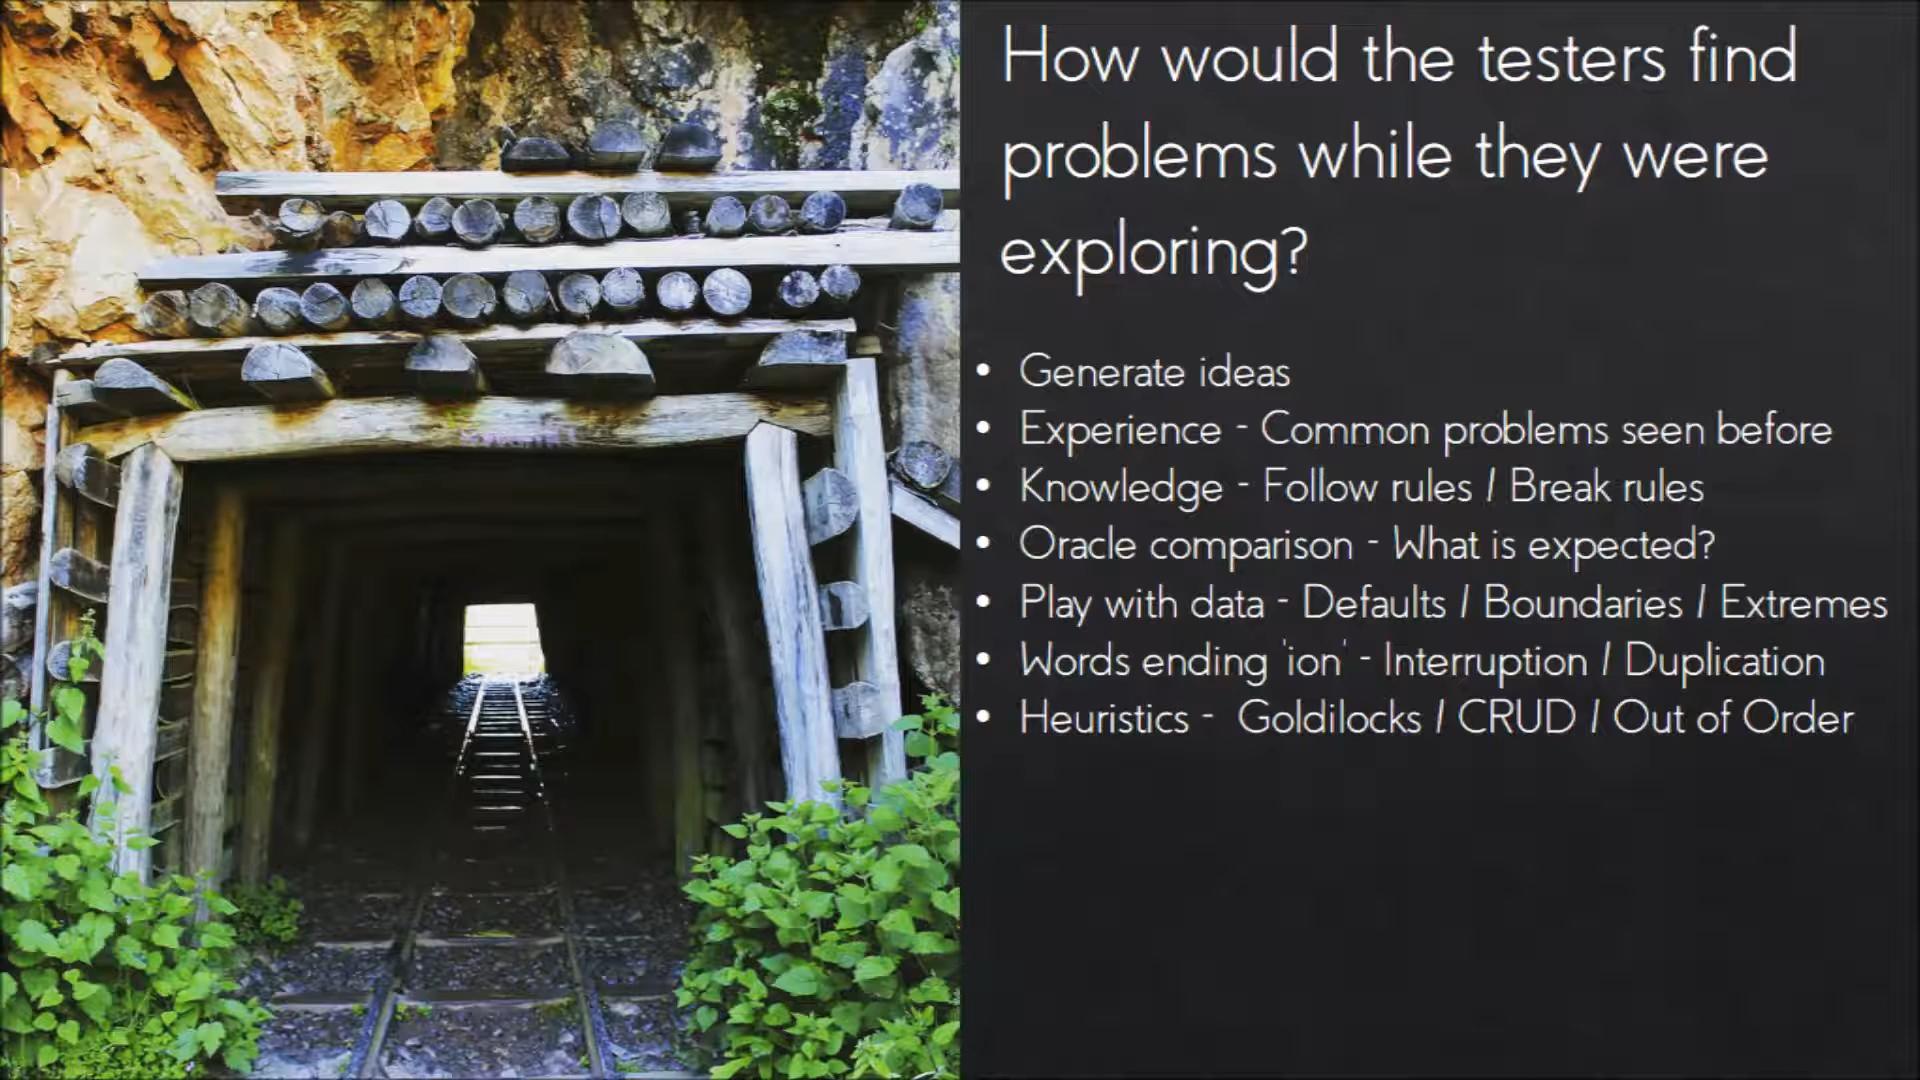 How would the testers find
problems while they were
exploring?
• Generate ideas
• Experience - Common problems seen before
• Knowledge - Follow rules / Break rules
• Oracle comparison - What is expected?
• Play with data - Defaults / Boundaries / Extremes
• Words ending 'ion' - Interruption / Duplication
• Heuristics - Goldilocks / CRUD / Out of Order